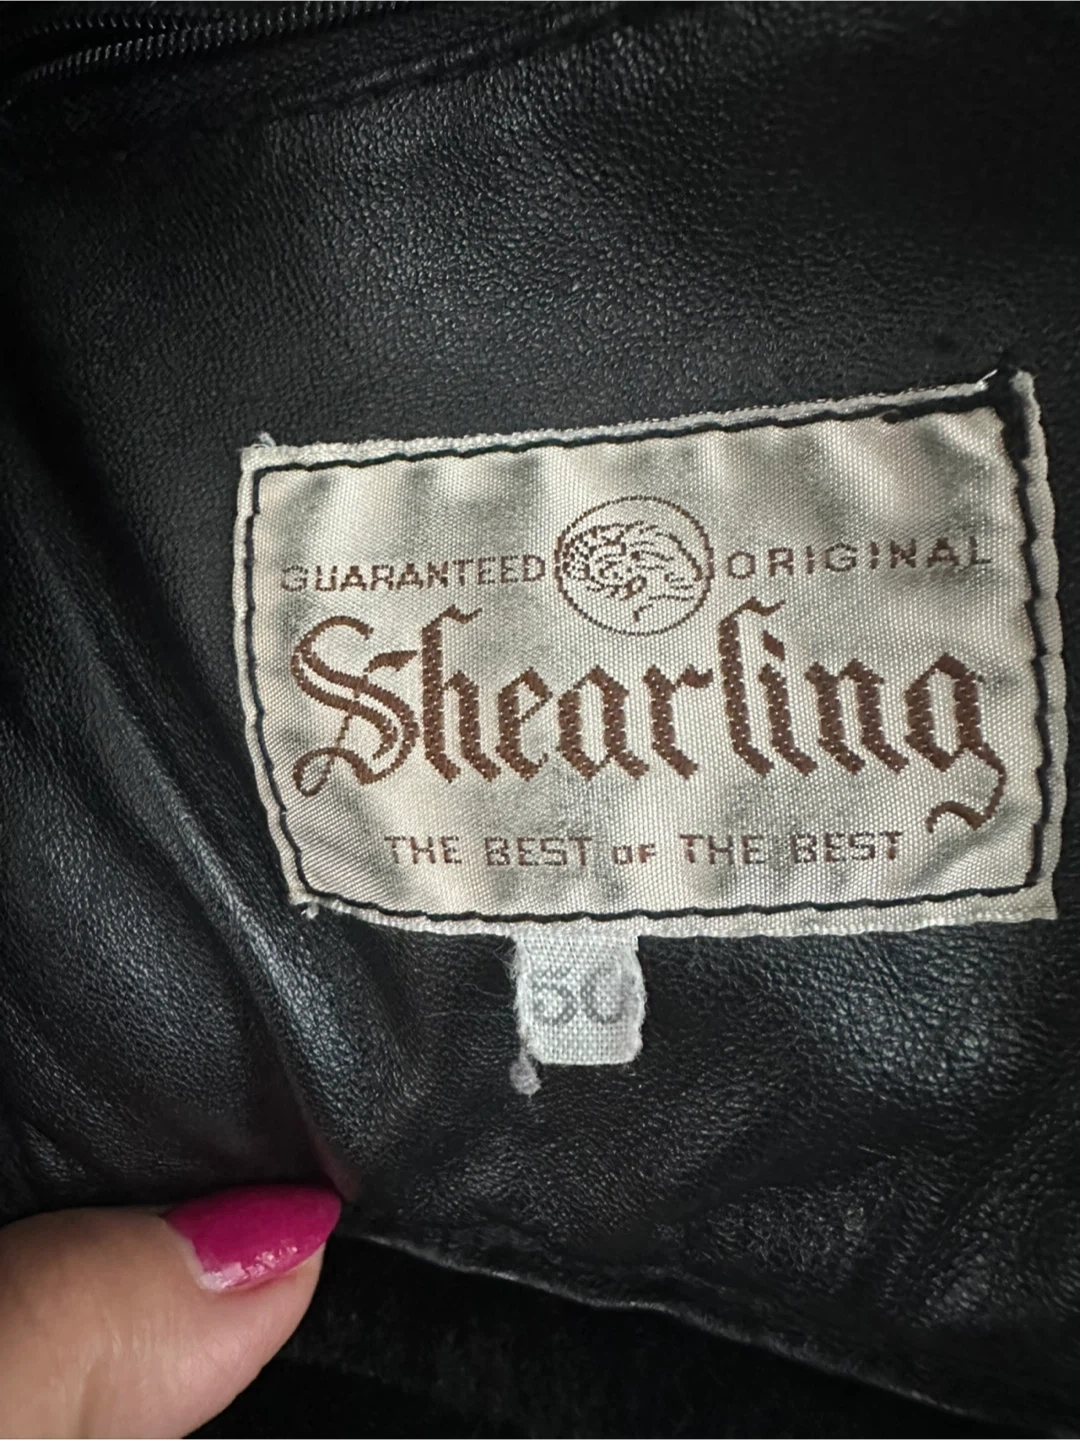 GUARANTEED ORIGINAL
Shearling
THE BEST OF THE BEST
50